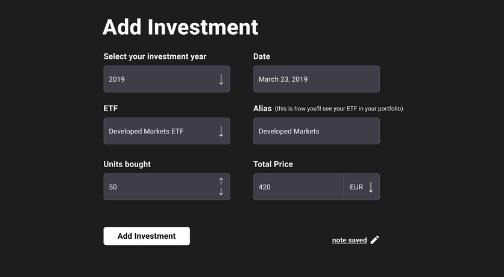 Add Investment
Select your investment year
Date
2019
March 23, 2019
ETF
Alias (this is how you'll see your ETF in your portfolio)
Developed Markets ETF
Developed Markets
Units bought
Total Price
50
420
EUR
Add Investment
note saved